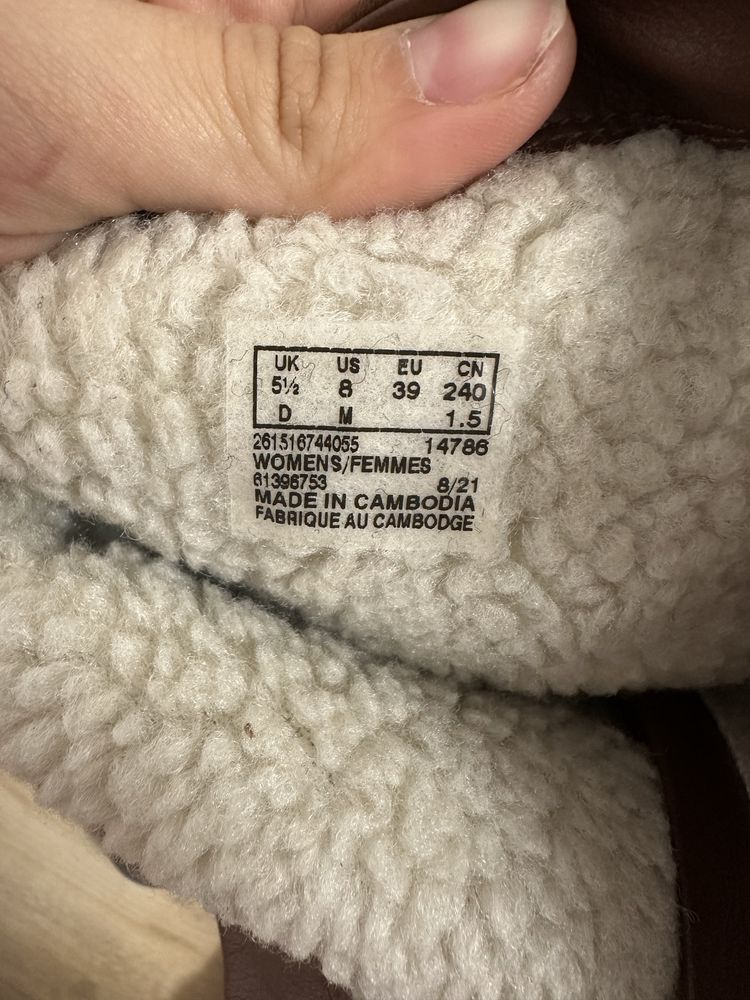 UK US EU CN
5½ 8 39 240
D M 1.5
261516744055 14786
WOMENS/FEMMES
61396753 8/21
MADE IN CAMBODIA
FABRIQUE AU CAMBODGE